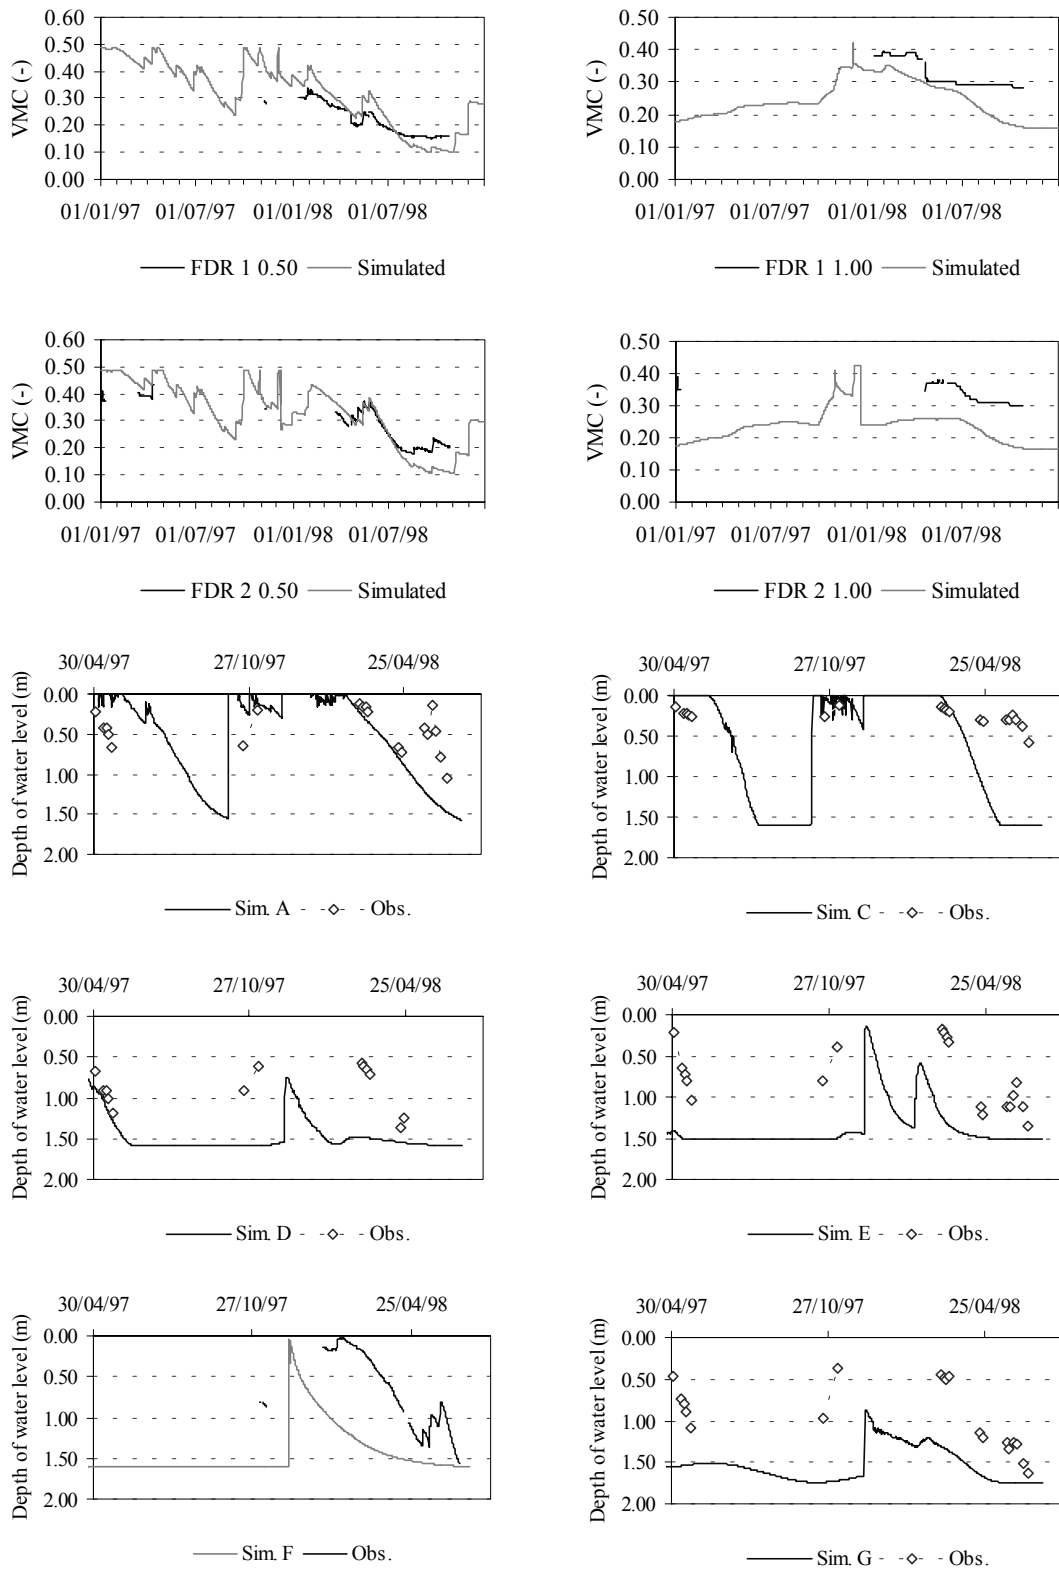 VMC (-)
0.60
0.50
0.40
0.30
0.20
0.10
0.00
01/01/97 01/07/97 01/01/98 01/07/98
FDR 1 0.50 Simulated
VMC (-)
0.50
0.40
0.30
0.20
0.10
0.00
01/01/97 01/07/97 01/01/98 01/07/98
FDR 1 1.00 Simulated
VMC (-)
0.60
0.50
0.40
0.30
0.20
0.10
0.00
01/01/97 01/07/97 01/01/98 01/07/98
FDR 2 0.50 Simulated
VMC (-)
0.50
0.40
0.30
0.20
0.10
0.00
01/01/97 01/07/97 01/01/98 01/07/98
FDR 2 1.00 Simulated
30/04/97 27/10/97 25/04/98
Depth of water level (m)
0.00
0.50
1.00
1.50
2.00
Sim. A Obs.
30/04/97 27/10/97 25/04/98
Depth of water level (m)
0.00
0.50
1.00
1.50
2.00
Sim. C Obs.
30/04/97 27/10/97 25/04/98
Depth of water level (m)
0.00
0.50
1.00
1.50
2.00
Sim. D Obs.
30/04/97 27/10/97 25/04/98
Depth of water level (m)
0.00
0.50
1.00
1.50
2.00
Sim. E Obs.
30/04/97 27/10/97 25/04/98
Depth of water level (m)
0.00
0.50
1.00
1.50
2.00
Sim. F Obs.
30/04/97 27/10/97 25/04/98
Depth of water level (m)
0.00
0.50
1.00
1.50
2.00
Sim. G Obs.